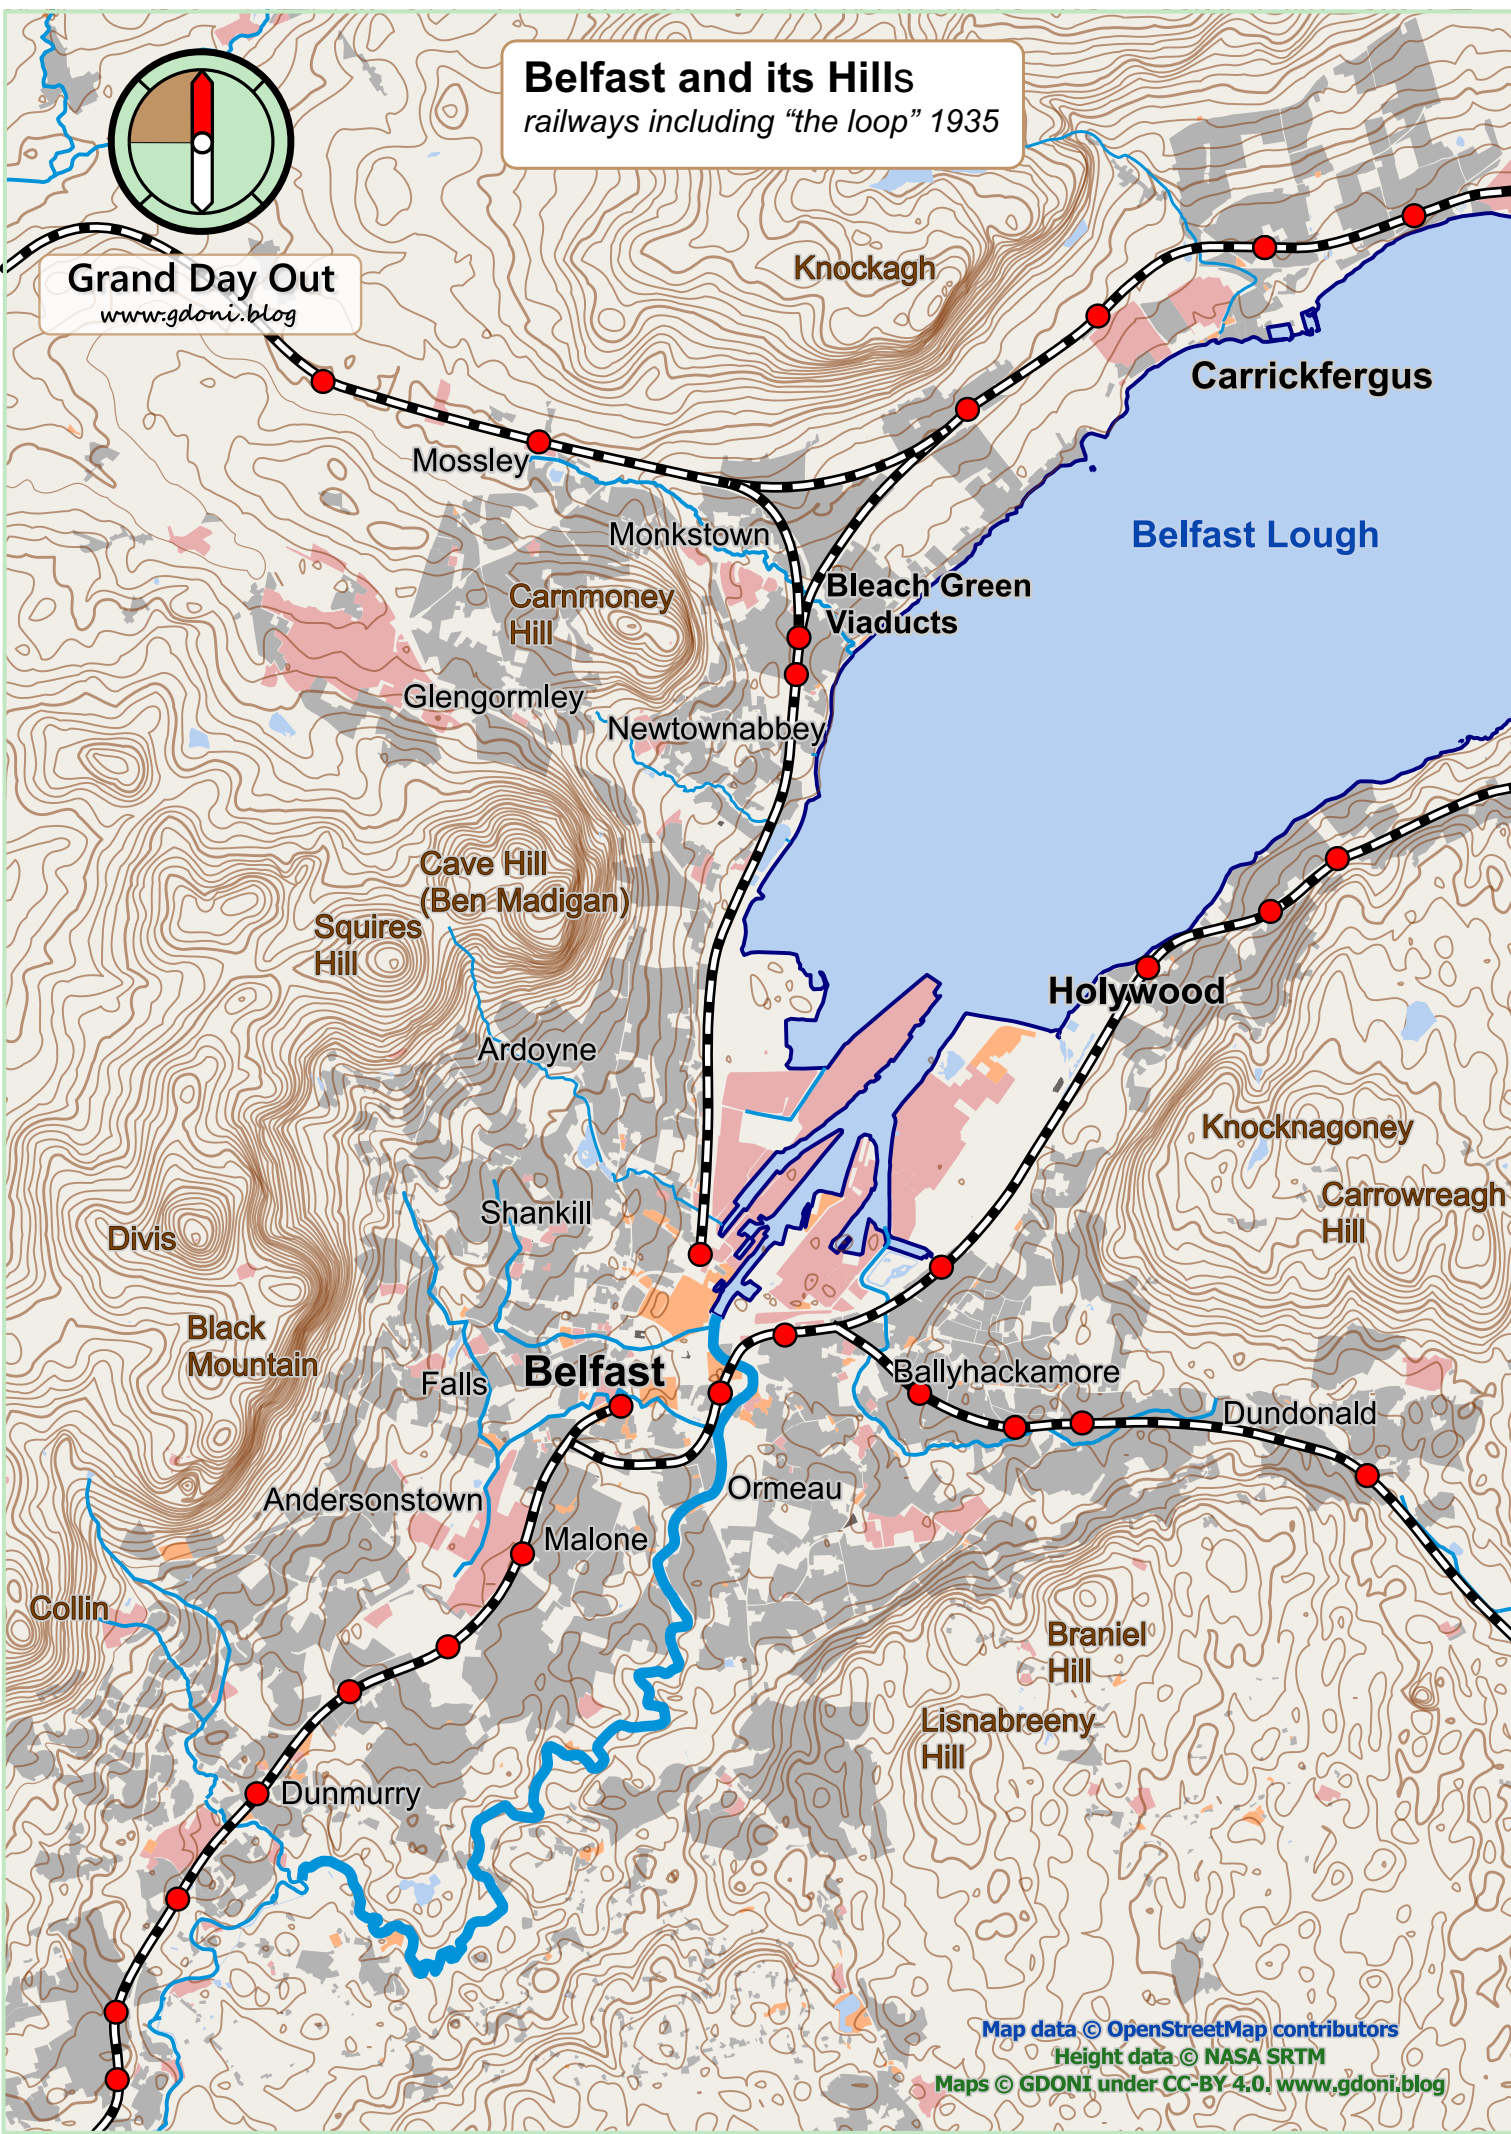 Belfast and its Hills
railways including “the loop” 1935
Grand Day Out
www.gdoni.blog
Knockagh
Carrickfergus
Mossley
Monkstown
Belfast Lough
Bleach Green
Viaducts
Carnmoney
Hill
Glengormley
Newtownabbey
Cave Hill
(Ben Madigan)
Squires
Hill
Holywood
Ardoyne
Knocknagoney
Carrowreagh
Hill
Shankill
Divis
Black
Mountain
Falls
Belfast
Ballyhackamore
Dundonald
Andersonstown
Ormeau
Malone
Collin
Braniel
Hill
Lisnabreeny
Hill
Dunmurry
Map data © OpenStreetMap contributors
Height data © NASA SRTM
Maps © GDONI under CC-BY 4.0. www.gdoni.blog